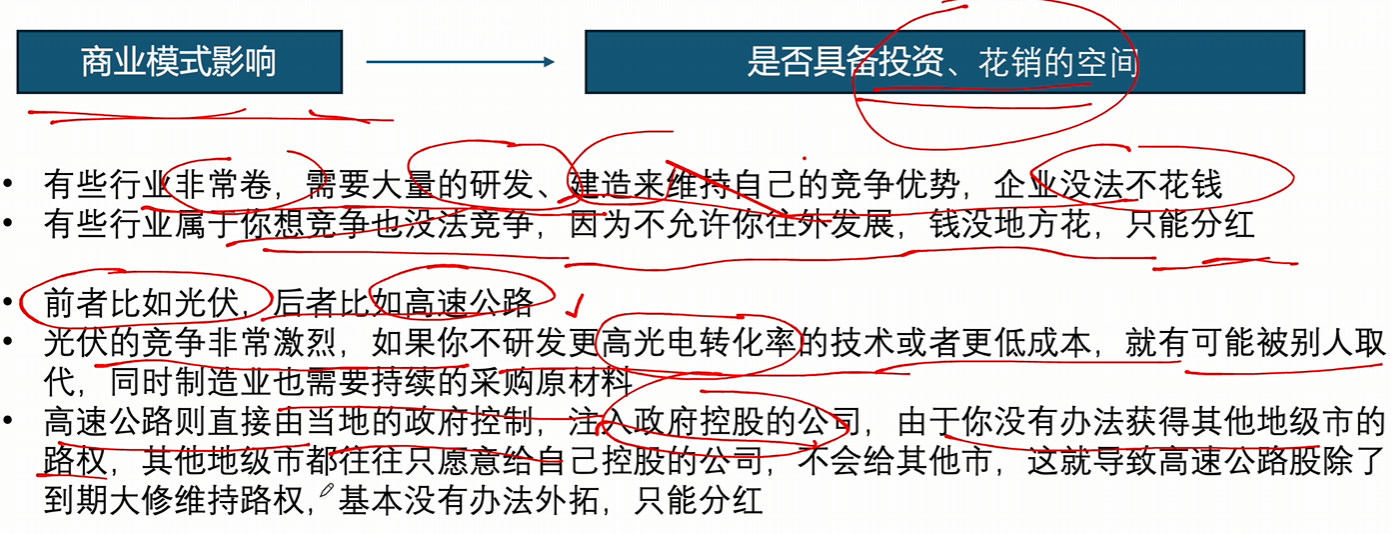 商业模式影响
是否具备投资、花销的空间
• 有些行业非常卷，需要大量的研发、建造来维持自己的竞争优势，企业没法不花钱
• 有些行业属于你想竞争也没法竞争，因为不允许你往外发展，钱没地方花，只能分红
• 前者比如光伏，后者比如高速公路
• 光伏的竞争非常激烈，如果你不研发更高光电转化率的技术或者更低成本，就有可能被别人取
代，同时制造业也需要持续的采购原材料
• 高速公路则直接由当地的政府控制，注入政府控股的公司，由于你没有办法获得其他地级市的
路权，其他地级市都往往只愿意给自己控股的公司，不会给其他市，这就导致高速公路股除了
到期大修维持路权，基本没有办法外拓，只能分红